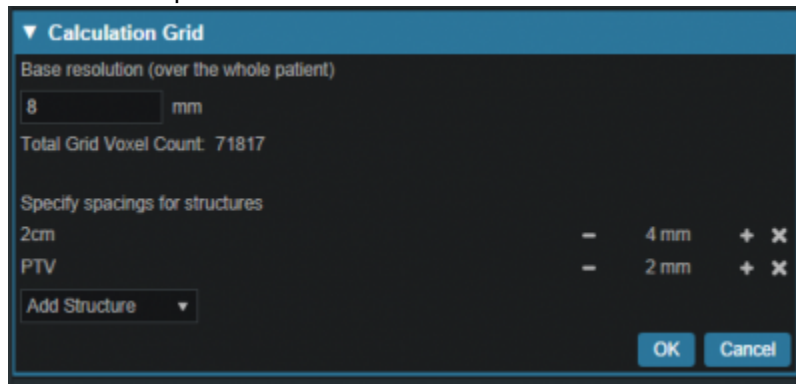 ▼ Calculation Grid
Base resolution (over the whole patient)
8 mm
Total Grid Voxel Count: 71817
Specify spacings for structures
2cm − 4 mm + ×
PTV − 2 mm + ×
Add Structure ▼
OK Cancel